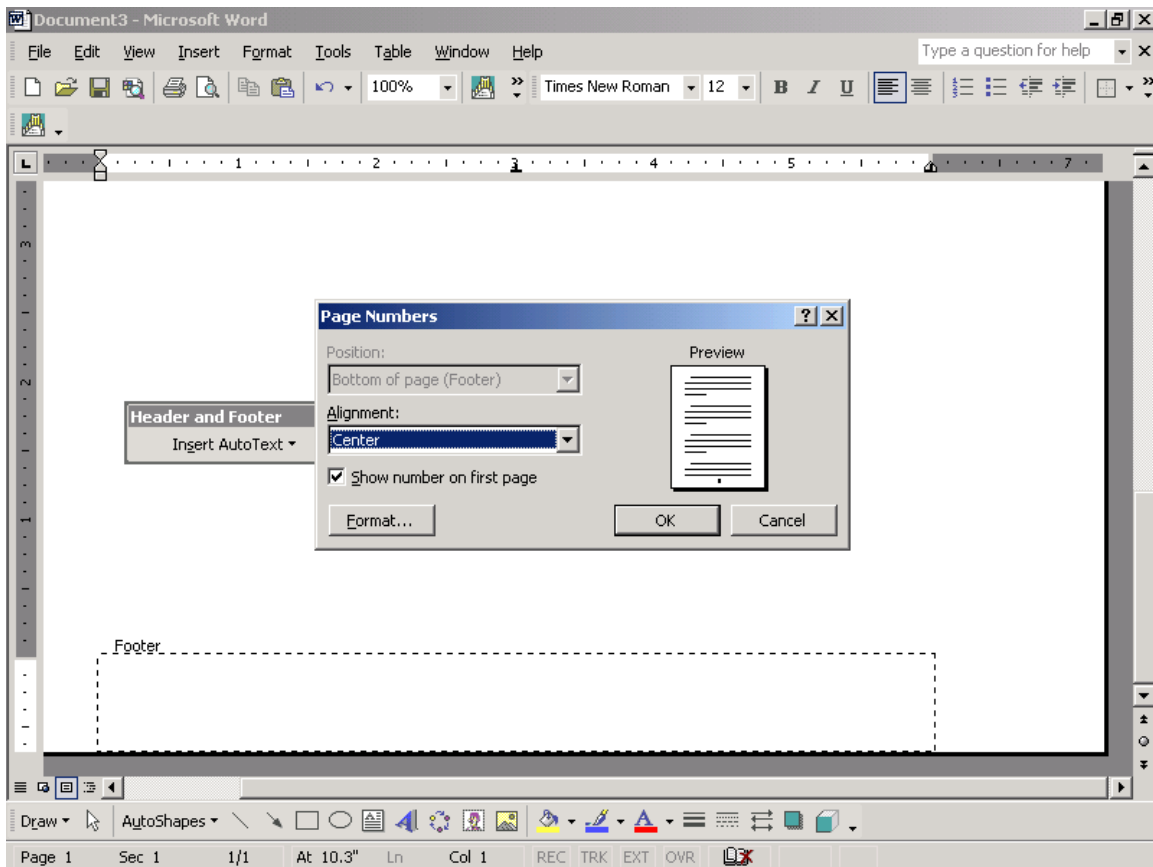 Document3 - Microsoft Word
File Edit View Insert Format Tools Table Window Help Type a question for help
100% Times New Roman 12 B I U
L 1 2 3 4 5 7
3
Page Numbers
Position: Preview
Bottom of page (Footer)
2
Header and Footer Alignment:
Insert AutoText Center
Show number on first page
1
Format... OK Cancel
Footer
Draw AutoShapes A A
Page 1 Sec 1 1/1 At 10.3" Ln Col 1 REC TRK EXT OVR